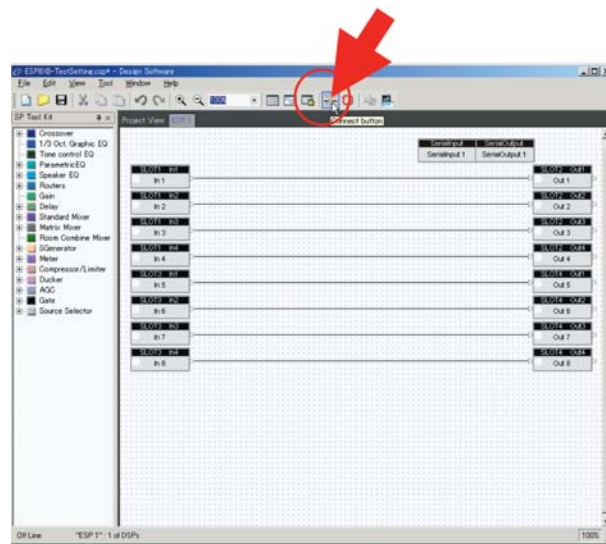 ESP8X8-TestSetting.csp* - Design Software
File Edit View Tool Window Help
100%
SP Tool Kit
Project View ESP 1
Connect button
Crossover
1/3 Oct. Graphic EQ
Tone control EQ
ParametricEQ
Speaker EQ
Routers
Gain
Delay
Standard Mixer
Matrix Mixer
Room Combine Mixer
SGenerator
Meter
Compressor/Limiter
Ducker
AGC
Gate
Source Selector
SerialInput SerialOutput
SerialInput 1 SerialOutput 1
SLOT1 In1 SLOT2 Out1
In 1 Out 1
SLOT1 In2 SLOT2 Out2
In 2 Out 2
SLOT1 In3 SLOT2 Out3
In 3 Out 3
SLOT1 In4 SLOT2 Out4
In 4 Out 4
SLOT3 In1 SLOT4 Out1
In 5 Out 5
SLOT3 In2 SLOT4 Out2
In 6 Out 6
SLOT3 In3 SLOT4 Out3
In 7 Out 7
SLOT3 In4 SLOT4 Out4
In 8 Out 8
Off Line "ESP 1" : 1 of DSPs 100%